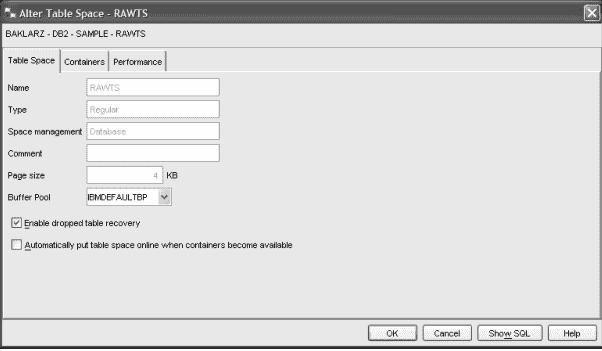 Alter Table Space - RAWTS
BAKLARZ - DB2 - SAMPLE - RAWTS
Table Space Containers Performance
Name RAWTS
Type Regular
Space management Database
Comment
Page size 4 KB
Buffer Pool IBMDEFAULTBP
Enable dropped table recovery
Automatically put table space online when containers become available
OK Cancel Show SQL Help